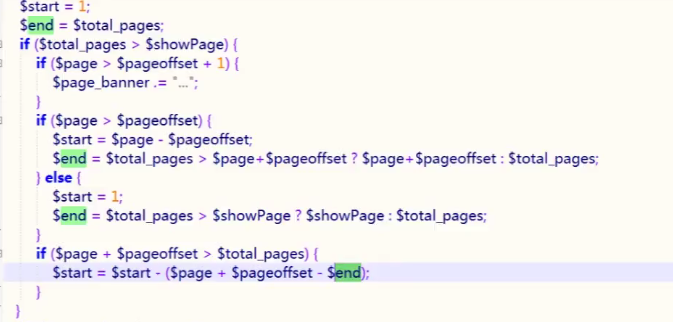 $start = 1;
$end = $total_pages;
if ($total_pages > $showPage) {
if ($page > $pageoffset + 1) {
$page_banner .= "...";
}
if ($page > $pageoffset) {
$start = $page - $pageoffset;
$end = $total_pages > $page+$pageoffset ? $page+$pageoffset : $total_pages;
} else {
$start = 1;
$end = $total_pages > $showPage ? $showPage : $total_pages;
}
if ($page + $pageoffset > $total_pages) {
$start = $start - ($page + $pageoffset - $end);
}
}